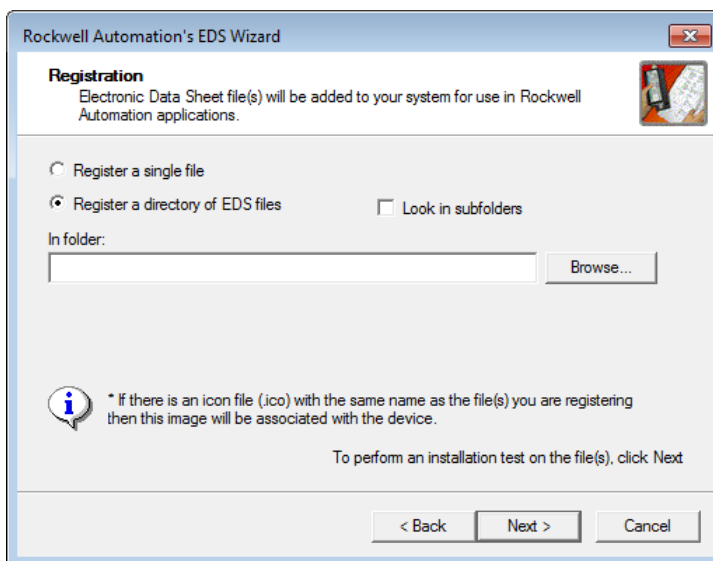 Rockwell Automation's EDS Wizard
Registration
Electronic Data Sheet file(s) will be added to your system for use in Rockwell
Automation applications.
Register a single file
Register a directory of EDS files
Look in subfolders
In folder:
Browse...
* If there is an icon file (.ico) with the same name as the file(s) you are registering
then this image will be associated with the device.
To perform an installation test on the file(s), click Next
< Back
Next >
Cancel